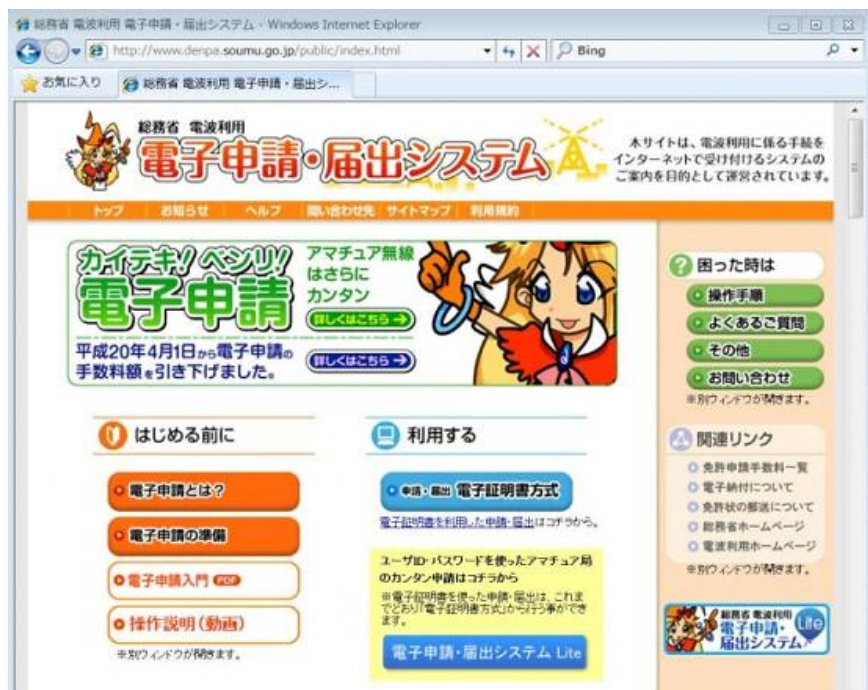 総務省 電波利用 電子申請・届出システム - Windows Internet Explorer
http://www.denpa.soumu.go.jp/public/index.html
Bing
お気に入り
総務省 電波利用 電子申請・届出シ...
総務省 電波利用
電子申請・届出システム
本サイトは、電波利用に係る手続を
インターネットで受け付けるシステムの
ご案内を目的として運営されています。
トップ お知らせ ヘルプ 問い合わせ先 サイトマップ 利用規約
カイテキ! ベンリ!
電子申請
アマチュア無線
はさらに
カンタン
詳しくはこちら
平成20年4月1日から電子申請の
手数料額を引き下げました。
詳しくはこちら
はじめる前に
電子申請とは?
電子申請の準備
電子申請入門 PDF
操作説明(動画)
※別ウィンドウが開きます。
利用する
申請・届出 電子証明書方式
電子証明書を利用した申請・届出はコチラから。
ユーザID・パスワードを使ったアマチュア局
のカンタン申請はコチラから
※電子証明書を使った申請・届出は、これま
でどおり「電子証明書方式」から行う事ができ
ます。
電子申請・届出システム Lite
困った時は
操作手順
よくあるご質問
その他
お問い合わせ
※別ウィンドウが開きます。
関連リンク
免許申請手数料一覧
電子納付について
免許状の郵送について
総務省ホームページ
電波利用ホームページ
※別ウィンドウが開きます。
総務省 電波利用
電子申請・
届出システム
Lite